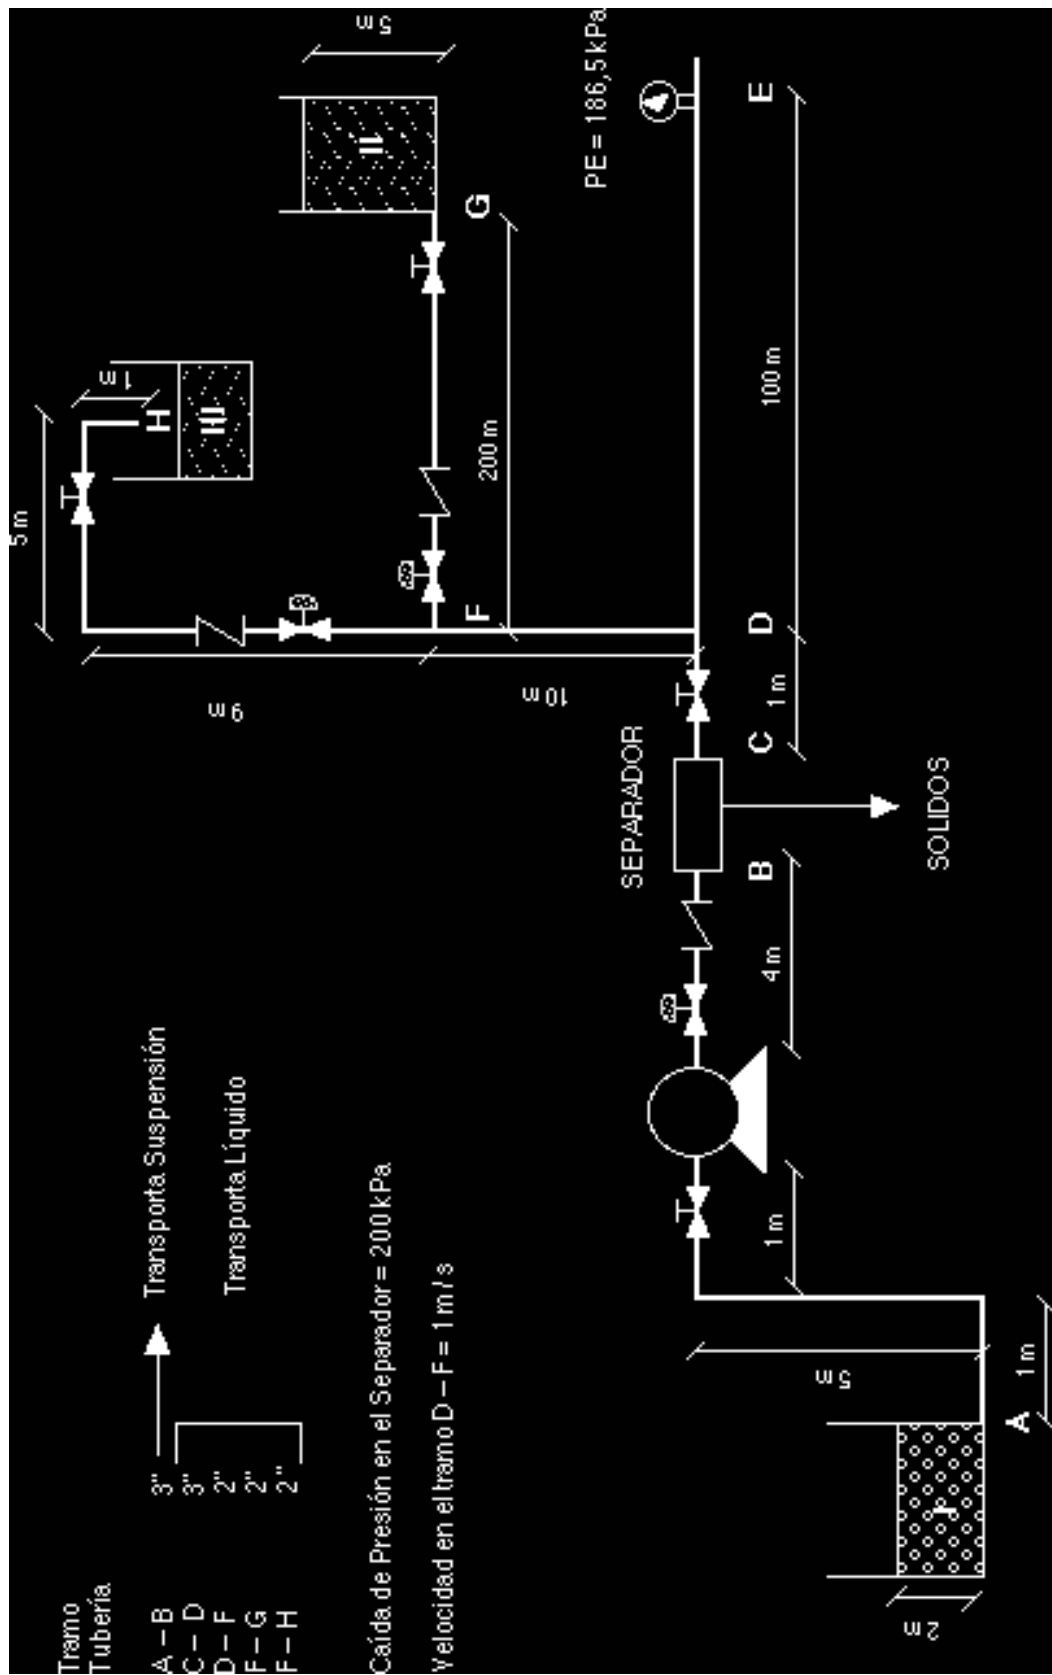 Tramo
Tubería
A – B 3" Transporta Suspensión
C – D 3"
D – F 2" Transporta Líquido
F – G 2"
F – H 2"
Caída de Presión en el Separador = 200 kPa
Velocidad en el tramo D – F = 1 m / s
5 m
1 m
H
III
9 m
10 m
F
200 m
G
II
5 m
PE = 186,5 kPa
E
100 m
D
1 m
C
SEPARADOR
B
SOLIDOS
4 m
1 m
5 m
1 m
A
I
2 m